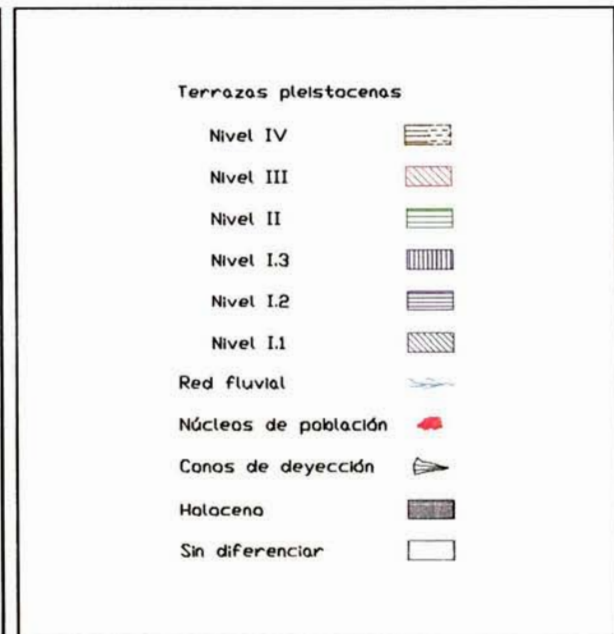 Terrazas pleistocenas
Nivel IV
Nivel III
Nivel II
Nivel I.3
Nivel I.2
Nivel I.1
Red fluvial
Núcleos de población
Conos de deyección
Holoceno
Sin diferenciar